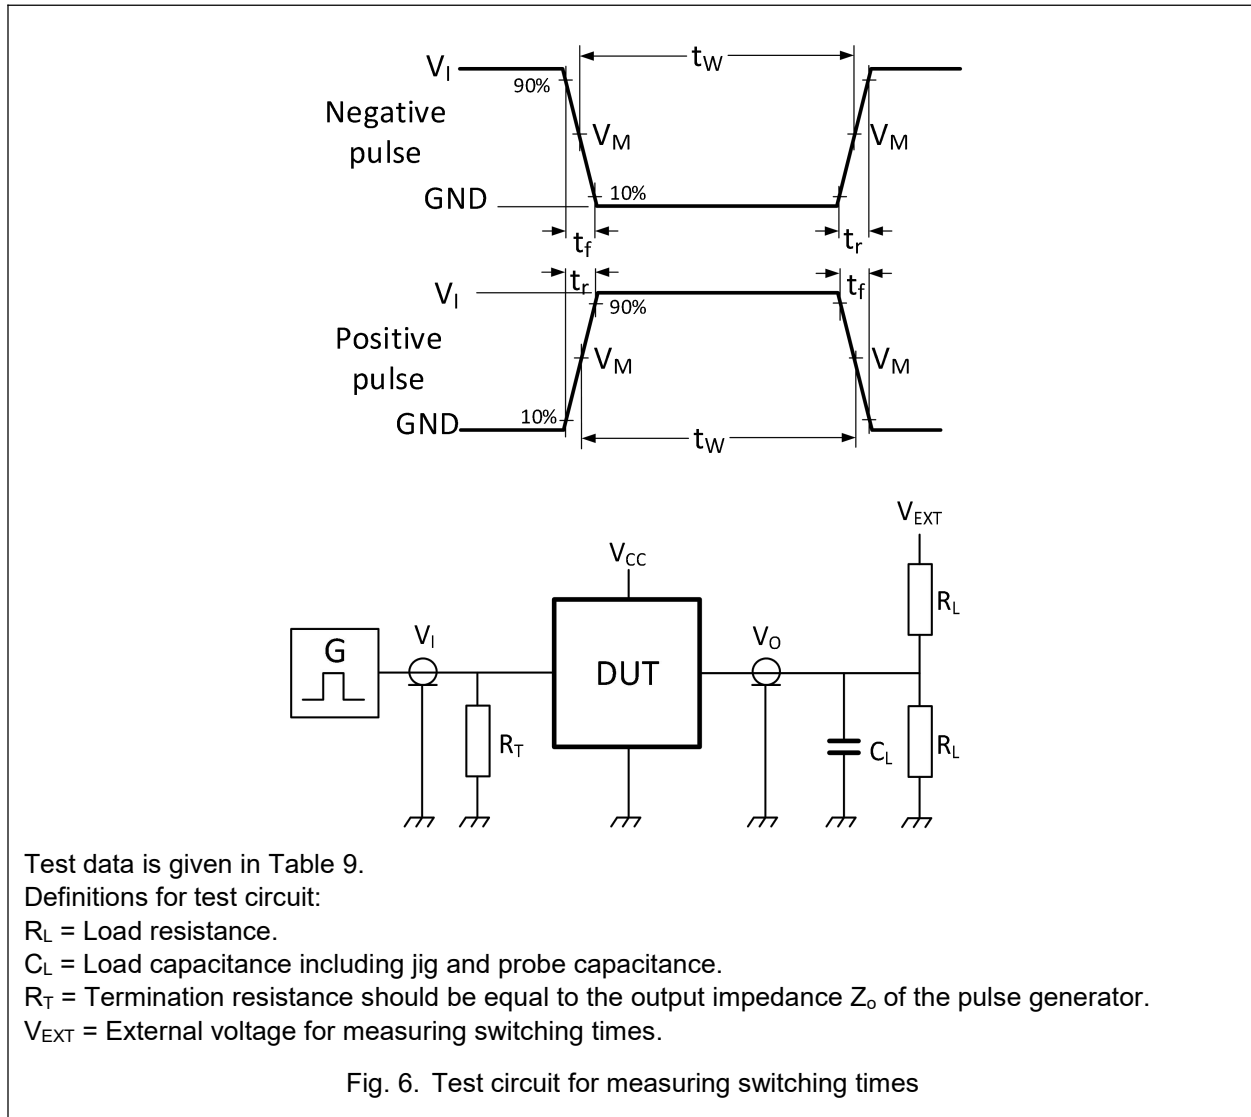 t_W
V_I
90%
Negative
pulse
V_M
V_M
GND
10%
t_f
t_r
t_r
t_f
V_I
90%
Positive
pulse
V_M
V_M
10%
GND
t_W
V_EXT
V_CC
R_L
G
V_I
DUT
V_O
R_T
C_L
R_L
Test data is given in Table 9.
Definitions for test circuit:
R_L = Load resistance.
C_L = Load capacitance including jig and probe capacitance.
R_T = Termination resistance should be equal to the output impedance Z_o of the pulse generator.
V_EXT = External voltage for measuring switching times.
Fig. 6. Test circuit for measuring switching times